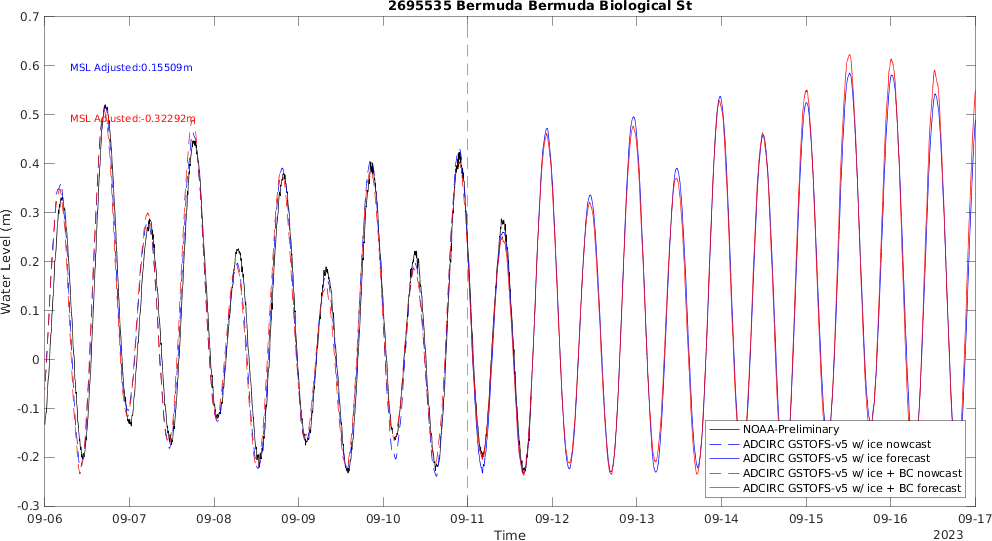 2695535 Bermuda Bermuda Biological St
0.7
0.6
0.5
0.4
0.3
0.2
0.1
0
-0.1
-0.2
-0.3
Water Level (m)
MSL Adjusted:0.15509m
MSL Adjusted:-0.32292m
NOAA-Preliminary
ADCIRC GSTOFS-v5 w/ ice nowcast
ADCIRC GSTOFS-v5 w/ ice forecast
ADCIRC GSTOFS-v5 w/ ice + BC nowcast
ADCIRC GSTOFS-v5 w/ ice + BC forecast
09-06 09-07 09-08 09-09 09-10 09-11 09-12 09-13 09-14 09-15 09-16 09-17
Time
2023